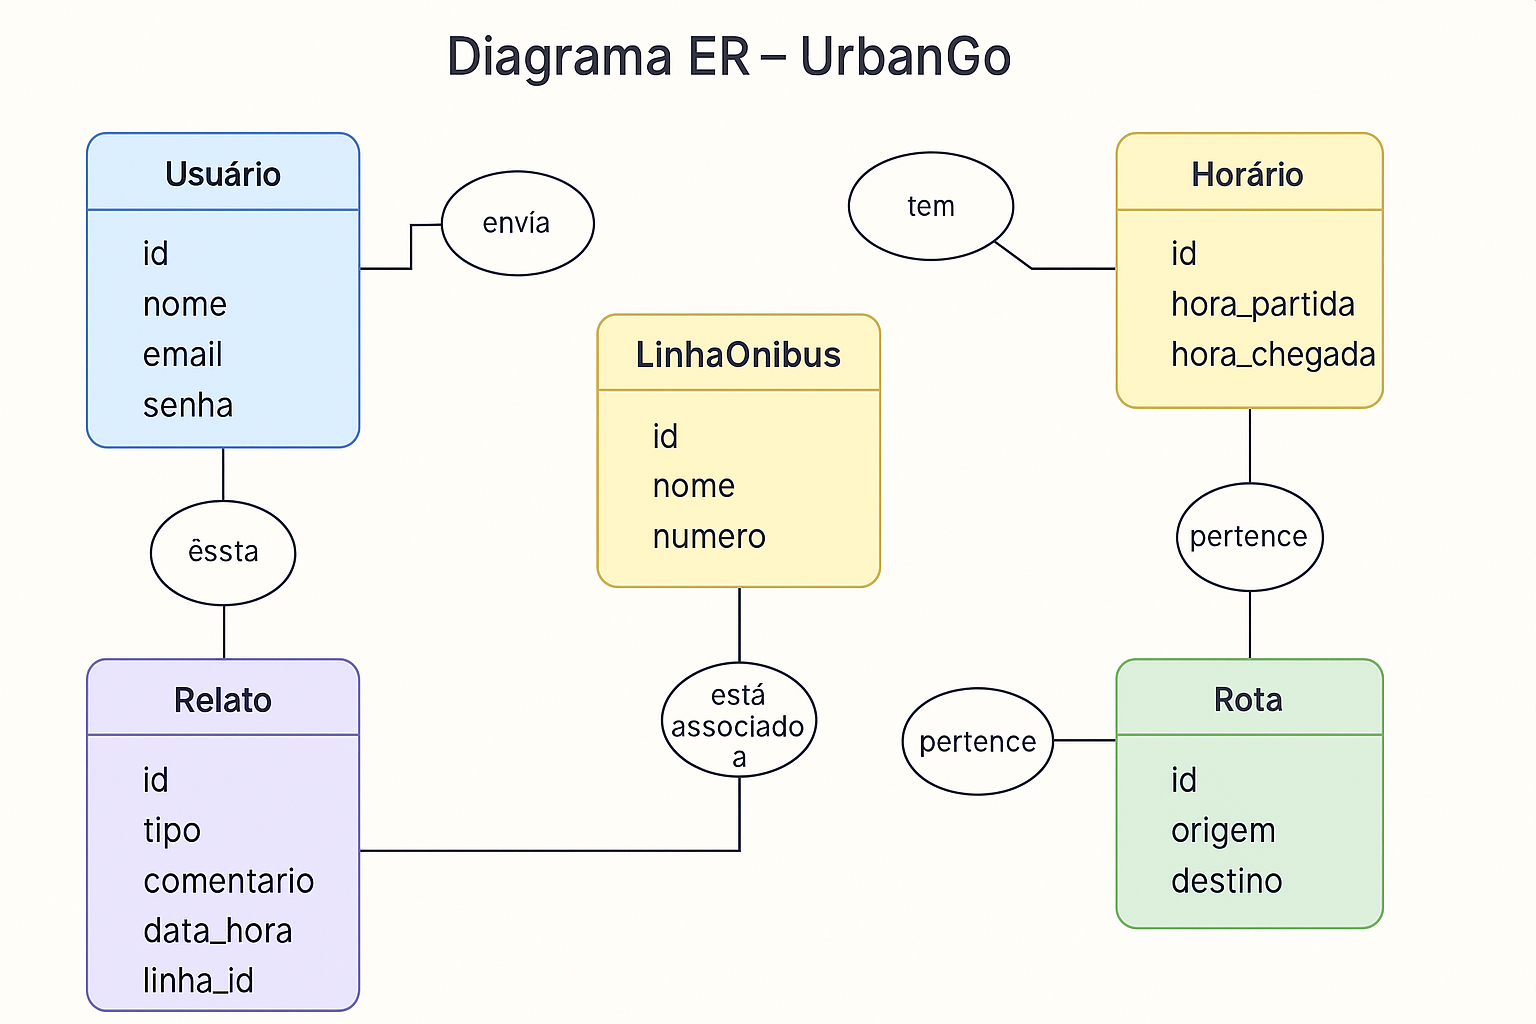 Diagrama ER – UrbanGo
Usuário
id
nome
email
senha
envía
tem
Horário
id
hora_partida
hora_chegada
LinhaOnibus
id
nome
numero
êssta
pertence
Relato
id
tipo
comentario
data_hora
linha_id
está
associado
a
pertence
Rota
id
origem
destino